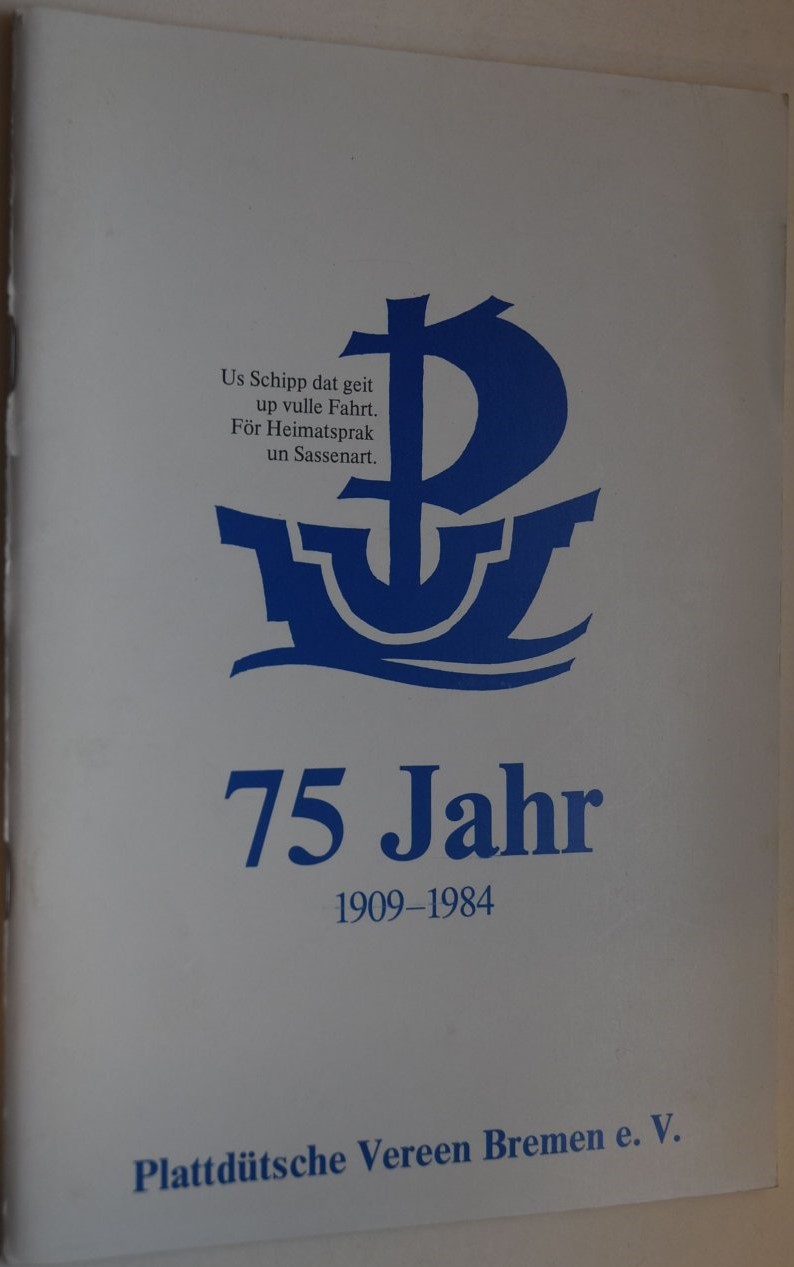 Us Schipp dat geit
up vulle Fahrt.
För Heimatsprak
un Sassenart.
75 Jahr
1909–1984
Plattdütsche Vereen Bremen e. V.